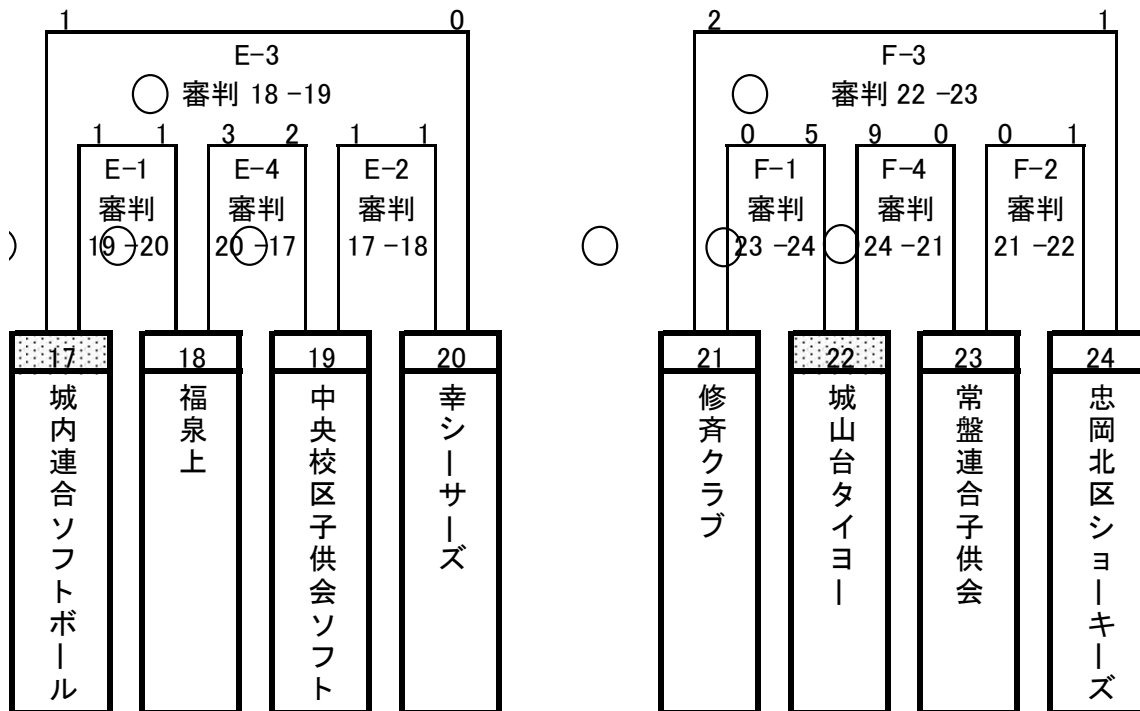 1 0
E-3
審判 18 -19
1 1 3 2 1 1
E-1 E-4 E-2
審判 審判 審判
19 -20 20 -17 17 -18
17 18 19 20
城内連合ソフトボール
福泉上
中央校区子供会ソフト
幸シーサーズ
2 1
F-3
審判 22 -23
0 5 9 0 0 1
F-1 F-4 F-2
審判 審判 審判
23 -24 24 -21 21 -22
21 22 23 24
修斉クラブ
城山台タイヨー
常盤連合子供会
忠岡北区ショーキーズ